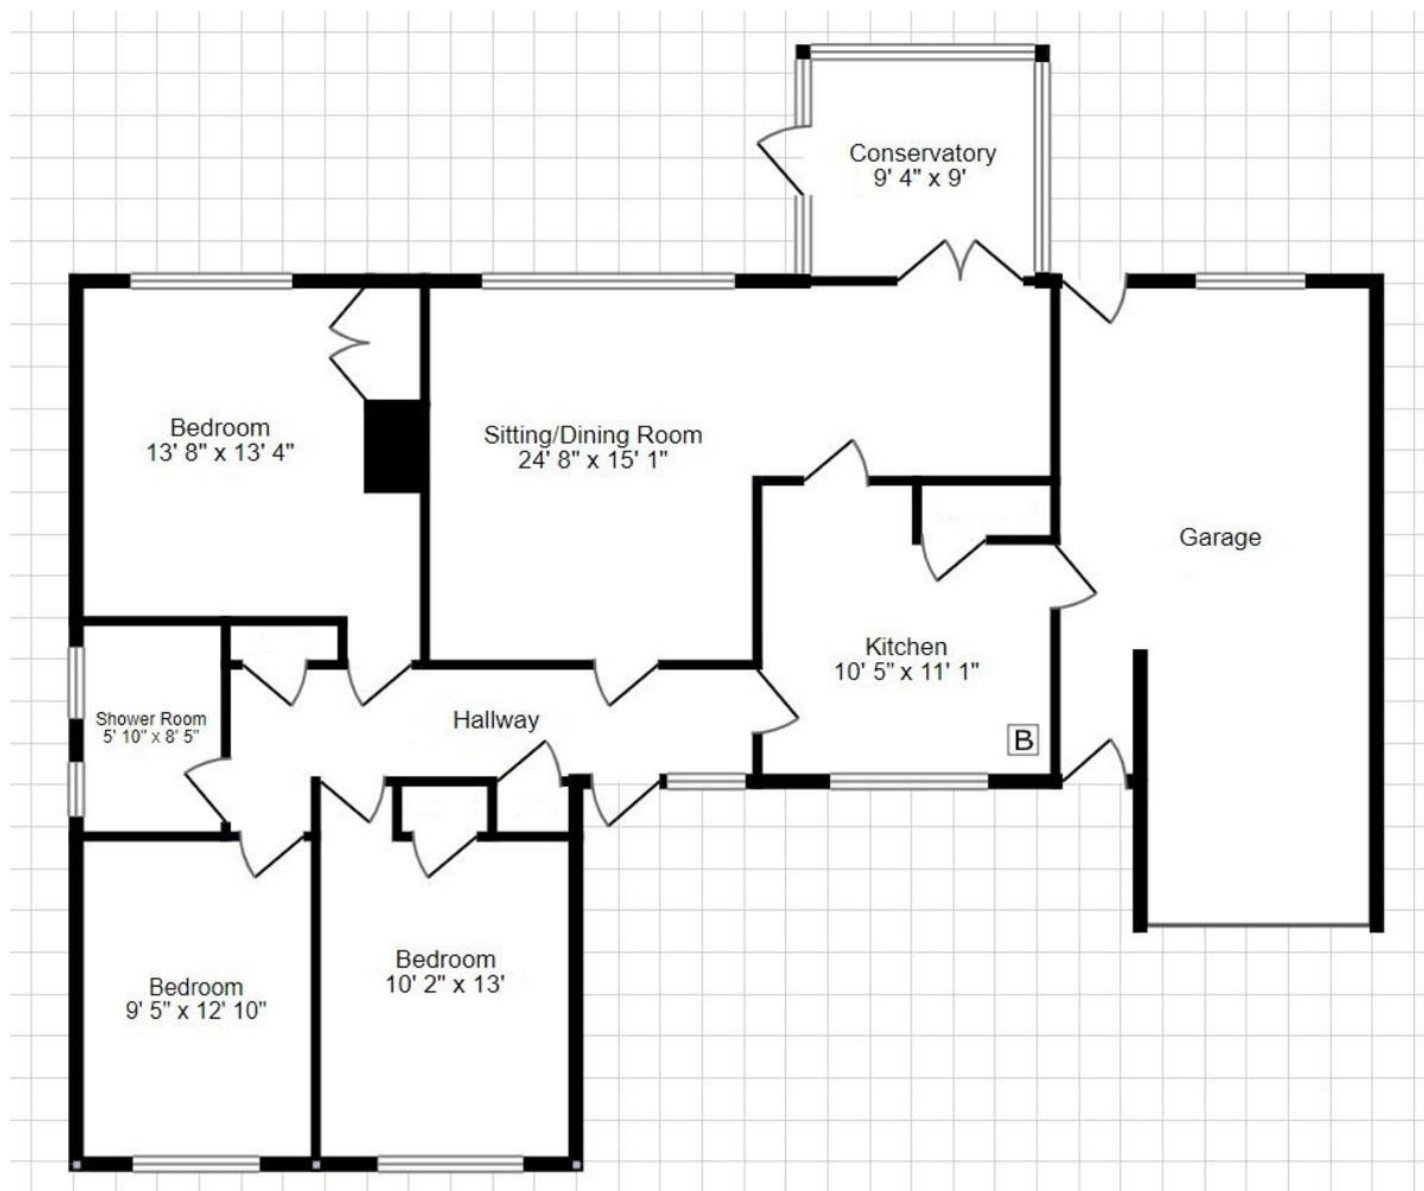 Conservatory
9' 4" x 9'
Bedroom
13' 8" x 13' 4"
Sitting/Dining Room
24' 8" x 15' 1"
Garage
Kitchen
10' 5" x 11' 1"
Shower Room
5' 10" x 8' 5"
Hallway
B
Bedroom
10' 2" x 13'
Bedroom
9' 5" x 12' 10"